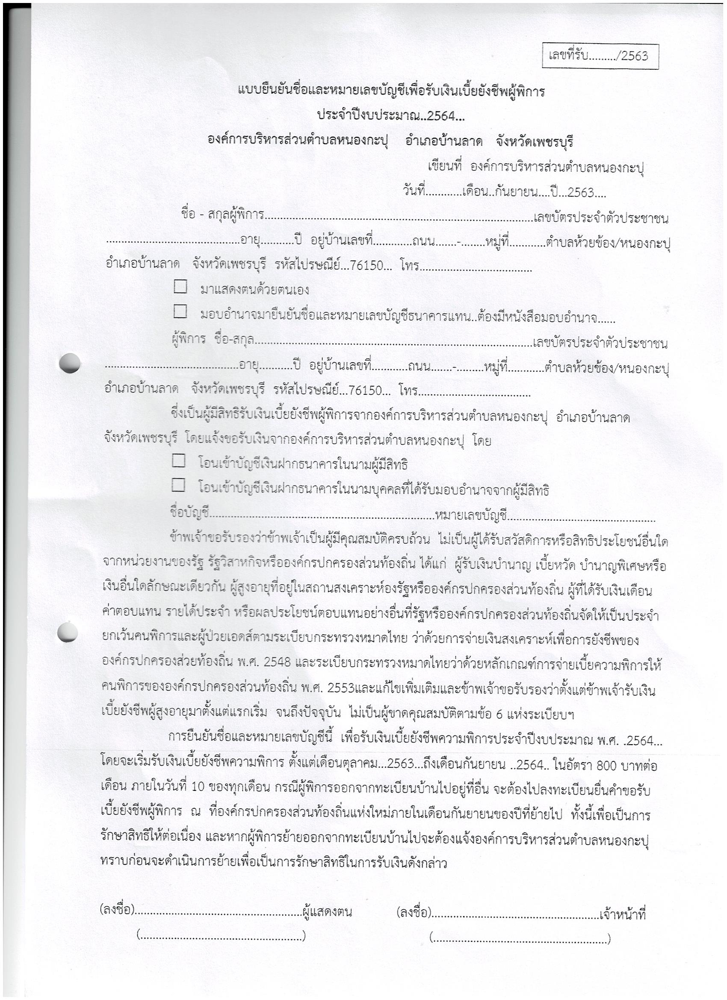 เลขที่รับ........./2563
แบบยืนยันชื่อและหมายเลขบัญชีเพื่อรับเงินเบี้ยยังชีพผู้พิการ
ประจำปีงบประมาณ..2564...
องค์การบริหารส่วนตำบลหนองกะปุ อำเภอบ้านลาด จังหวัดเพชรบุรี
เขียนที่ องค์การบริหารส่วนตำบลหนองกะปุ
วันที่............เดือน..กันยายน....ปี...2563....
ชื่อ - สกุลผู้พิการ........................................................................................เลขบัตรประจำตัวประชาชน
............................................อายุ...........ปี อยู่บ้านเลขที่.............ถนน.......-........หมู่ที่............ตำบลห้วยข้อง/หนองกะปุ
อำเภอบ้านลาด จังหวัดเพชรบุรี รหัสไปรษณีย์...76150... โทร.....................................
☐ มาแสดงตนด้วยตนเอง
☐ มอบอำนาจมายืนยันชื่อและหมายเลขบัญชีธนาคารแทน..ต้องมีหนังสือมอบอำนาจ......
ผู้พิการ ชื่อ-สกุล...........................................................................................เลขบัตรประจำตัวประชาชน
............................................อายุ...........ปี อยู่บ้านเลขที่............ถนน.......-.........หมู่ที่............ตำบลห้วยข้อง/หนองกะปุ
อำเภอบ้านลาด จังหวัดเพชรบุรี รหัสไปรษณีย์...76150... โทร.....................................
ซึ่งเป็นผู้มีสิทธิรับเงินเบี้ยยังชีพผู้พิการจากองค์การบริหารส่วนตำบลหนองกะปุ อำเภอบ้านลาด
จังหวัดเพชรบุรี โดยแจ้งขอรับเงินจากองค์การบริหารส่วนตำบลหนองกะปุ โดย
☐ โอนเข้าบัญชีเงินฝากธนาคารในนามผู้มีสิทธิ
☐ โอนเข้าบัญชีเงินฝากธนาคารในนามบุคคลที่ได้รับมอบอำนาจจากผู้มีสิทธิ
ชื่อบัญชี..........................................................................หมายเลขบัญชี.................................................
ข้าพเจ้าขอรับรองว่าข้าพเจ้าเป็นผู้มีคุณสมบัติครบถ้วน ไม่เป็นผู้ได้รับสวัสดิการหรือสิทธิประโยชน์อื่นใด
จากหน่วยงานของรัฐ รัฐวิสาหกิจหรือองค์กรปกครองส่วนท้องถิ่น ได้แก่ ผู้รับเงินบำนาญ เบี้ยหวัด บำนาญพิเศษหรือ
เงินอื่นใดลักษณะเดียวกัน ผู้สูงอายุที่อยู่ในสถานสงเคราะห์องรัฐหรือองค์กรปกครองส่วนท้องถิ่น ผู้ที่ได้รับเงินเดือน
ค่าตอบแทน รายได้ประจำ หรือผลประโยชน์ตอบแทนอย่างอื่นที่รัฐหรือองค์กรปกครองส่วนท้องถิ่นจัดให้เป็นประจำ
ยกเว้นคนพิการและผู้ป่วยเอดส์ตามระเบียบกระทรวงหมาดไทย ว่าด้วยการจ่ายเงินสงเคราะห์เพื่อการยังชีพของ
องค์กรปกครองส่วยท้องถิ่น พ.ศ. 2548 และระเบียบกระทรวงหมาดไทยว่าด้วยหลักเกณฑ์การจ่ายเบี้ยความพิการให้
คนพิการขององค์กรปกครองส่วนท้องถิ่น พ.ศ. 2553และแก้ไขเพิ่มเติมและข้าพเจ้าขอรับรองว่าตั้งแต่ข้าพเจ้ารับเงิน
เบี้ยยังชีพผู้สูงอายุมาตั้งแต่แรกเริ่ม จนถึงปัจจุบัน ไม่เป็นผู้ขาดคุณสมบัติตามข้อ 6 แห่งระเบียบฯ
การยืนยันชื่อและหมายเลขบัญชีนี้ เพื่อรับเงินเบี้ยยังชีพความพิการประจำปีงบประมาณ พ.ศ. .2564...
โดยจะเริ่มรับเงินเบี้ยยังชีพความพิการ ตั้งแต่เดือนตุลาคม...2563...ถึงเดือนกันยายน ..2564.. ในอัตรา 800 บาทต่อ
เดือน ภายในวันที่ 10 ของทุกเดือน กรณีผู้พิการออกจากทะเบียนบ้านไปอยู่ที่อื่น จะต้องไปลงทะเบียนยื่นคำขอรับ
เบี้ยยังชีพผู้พิการ ณ ที่องค์กรปกครองส่วนท้องถิ่นแห่งใหม่ภายในเดือนกันยายนของปีที่ย้ายไป ทั้งนี้เพื่อเป็นการ
รักษาสิทธิให้ต่อเนื่อง และหากผู้พิการย้ายออกจากทะเบียนบ้านไปจะต้องแจ้งองค์การบริหารส่วนตำบลหนองกะปุ
ทราบก่อนจะดำเนินการย้ายเพื่อเป็นการรักษาสิทธิในการรับเงินดังกล่าว
(ลงชื่อ).......................................................ผู้แสดงตน (ลงชื่อ).......................................................เจ้าหน้าที่
(.....................................................) (.........................................................)